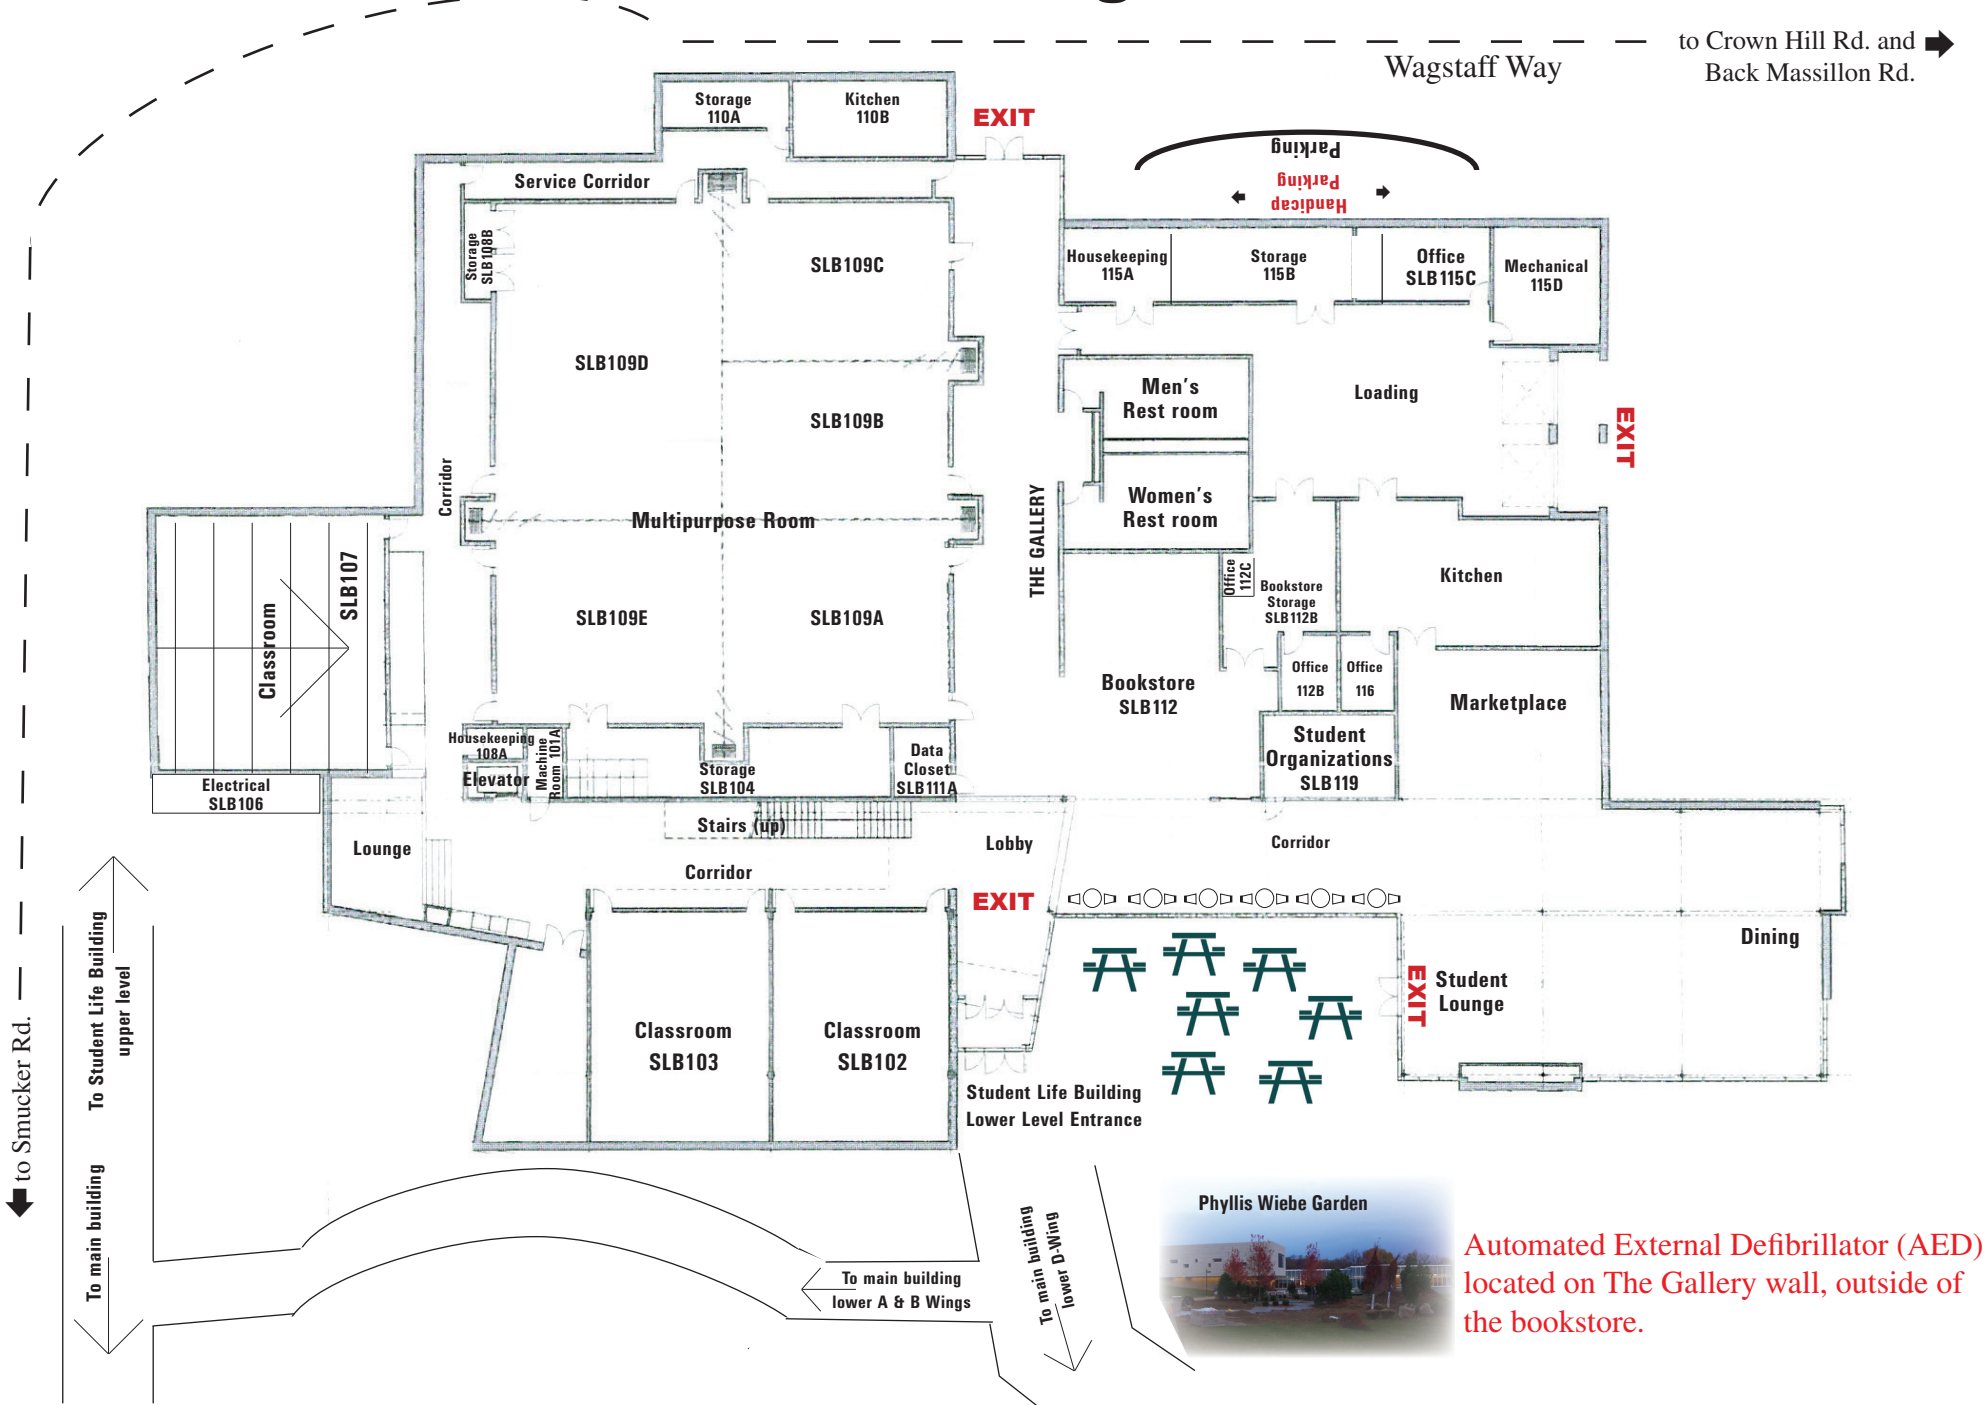 to Crown Hill Rd. and
Back Massillon Rd.
Wagstaff Way
Storage
110A
Kitchen
110B
EXIT
Parking
Handicap
Parking
Service Corridor
Storage
SLB108B
SLB109C
Housekeeping
115A
Storage
115B
Office
SLB115C
Mechanical
115D
SLB109D
Men's
Rest room
Loading
SLB109B
EXIT
Corridor
Multipurpose Room
THE GALLERY
Women's
Rest room
Classroom
SLB107
Office
112C
Bookstore
Storage
SLB112B
Kitchen
SLB109E
SLB109A
Office
112B
Office
116
Bookstore
SLB112
Marketplace
Housekeeping
108A
Machine
Room 101A
Elevator
Storage
SLB104
Data
Closet
SLB111A
Student
Organizations
SLB119
Electrical
SLB106
Stairs (up)
Lounge
Corridor
Lobby
Corridor
EXIT
To Student Life Building
upper level
Dining
EXIT
Student
Lounge
Classroom
SLB103
Classroom
SLB102
to Smucker Rd.
Student Life Building
Lower Level Entrance
To main building
To main building
lower A & B Wings
To main building
lower D-Wing
Phyllis Wiebe Garden
Automated External Defibrillator (AED)
located on The Gallery wall, outside of
the bookstore.